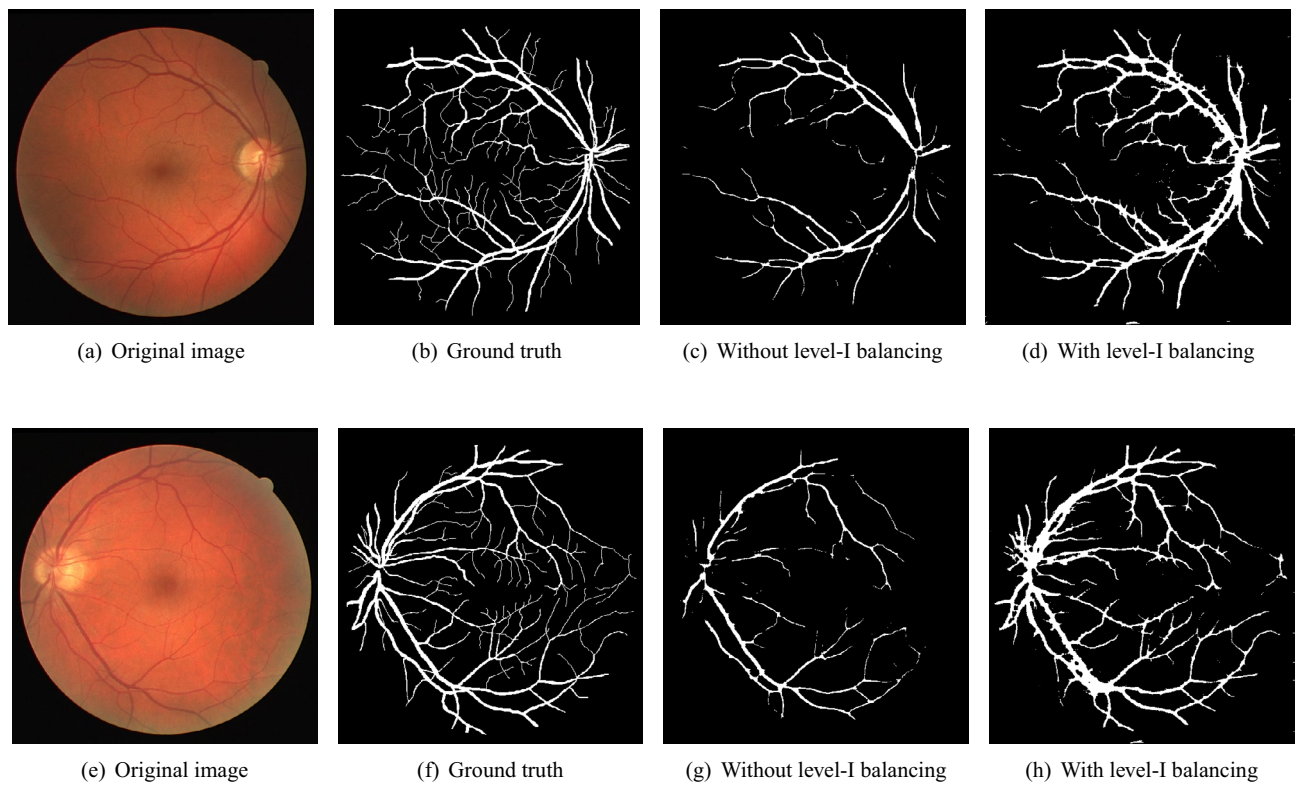 (a) Original image
(b) Ground truth
(c) Without level-I balancing
(d) With level-I balancing
(e) Original image
(f) Ground truth
(g) Without level-I balancing
(h) With level-I balancing